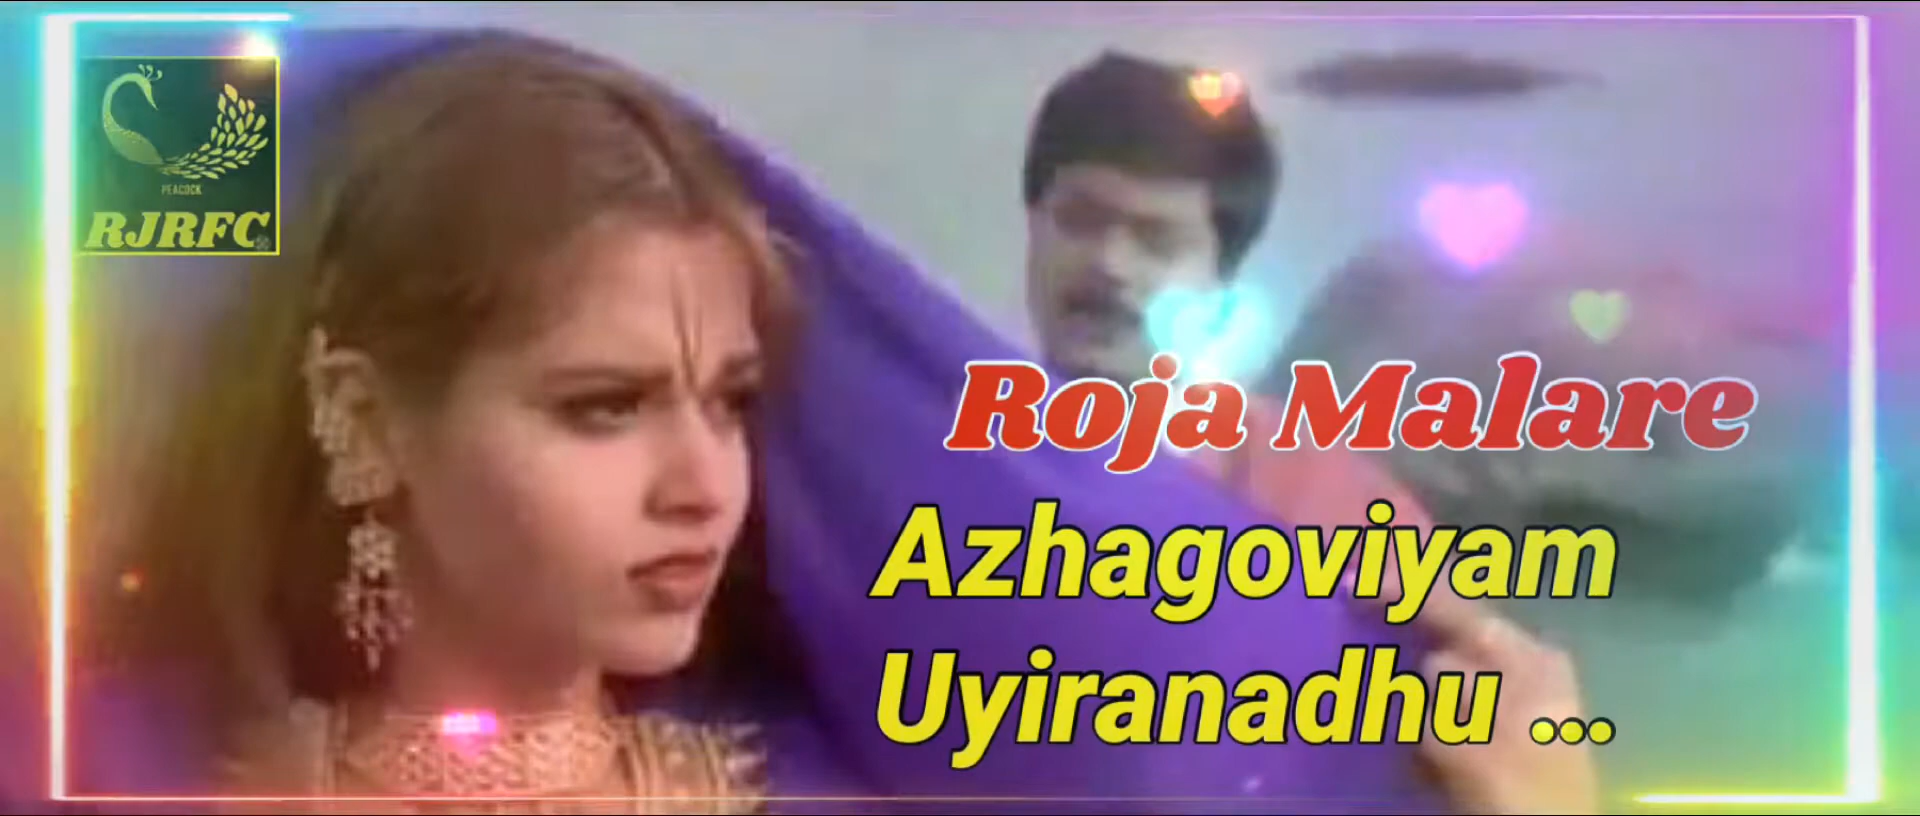 PEACOCK
RJRFC
Roja Malare
Azhagoviyam
Uyiranadhu ...